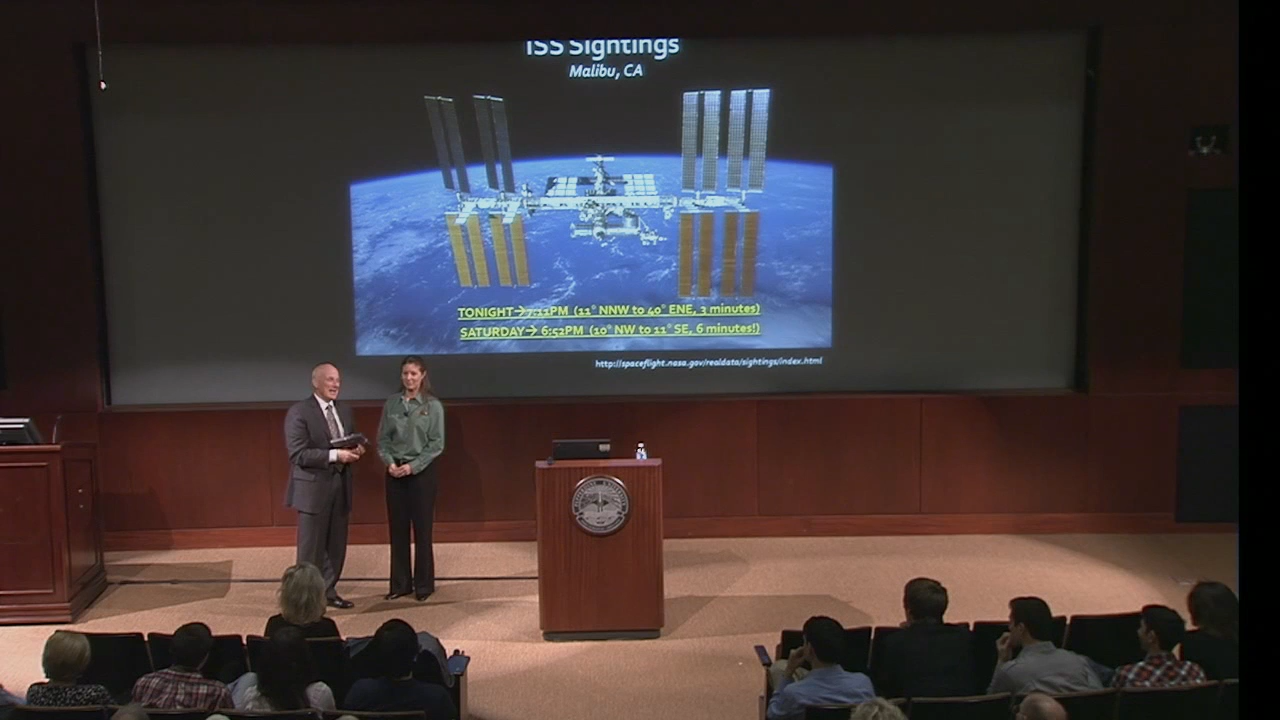 ISS Sightings
Malibu, CA
TONIGHT→7:11PM (11° NNW to 40° ENE, 3 minutes)
SATURDAY→ 6:52PM (10° NW to 11° SE, 6 minutes!)
http://spaceflight.nasa.gov/realdata/sightings/index.html